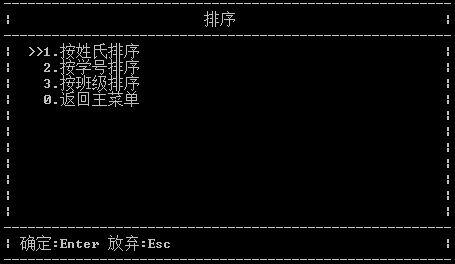 排序
>>1.按姓氏排序
2.按学号排序
3.按班级排序
0.返回王菜单
确定:Enter 放弃:Esc